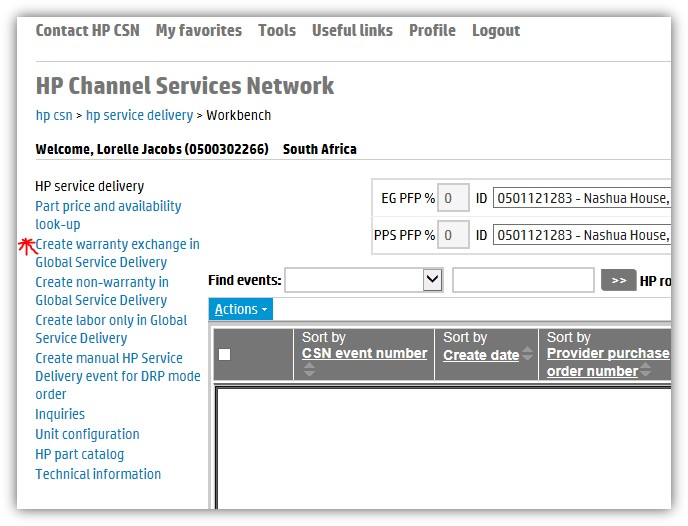 Contact HP CSN My favorites Tools Useful links Profile Logout
HP Channel Services Network
hp csn > hp service delivery > Workbench
Welcome, Lorelle Jacobs (0500302266) South Africa
HP service delivery
Part price and availability
look-up
Create warranty exchange in
Global Service Delivery
Create non-warranty in
Global Service Delivery
Create labor only in Global
Service Delivery
Create manual HP Service
Delivery event for DRP mode
order
Inquiries
Unit configuration
HP part catalog
Technical information
EG PFP % 0 ID 0501121283 - Nashua House,
PPS PFP % 0 ID 0501121283 - Nashua House,
Find events: >> HP ro
Actions
Sort by Sort by Sort by
CSN event number Create date Provider purchase
order number